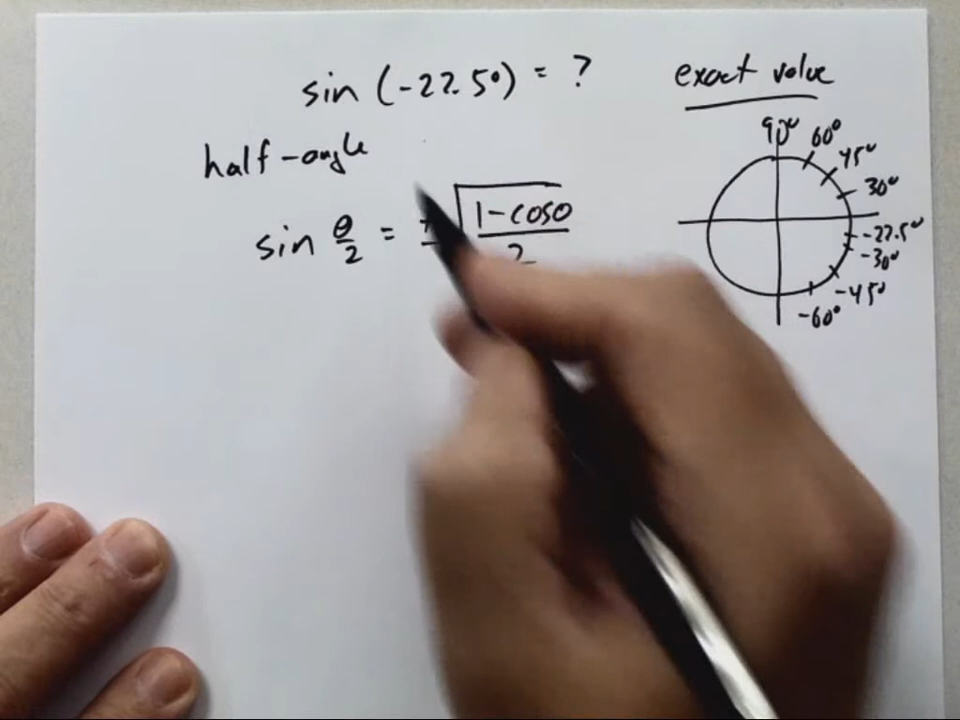 sin (-22.5°) = ?
exact value
half-angle
sin θ/2 = ± √(1-cosθ)/2
90°
60°
45°
30°
-22.5°
-30°
-45°
-60°